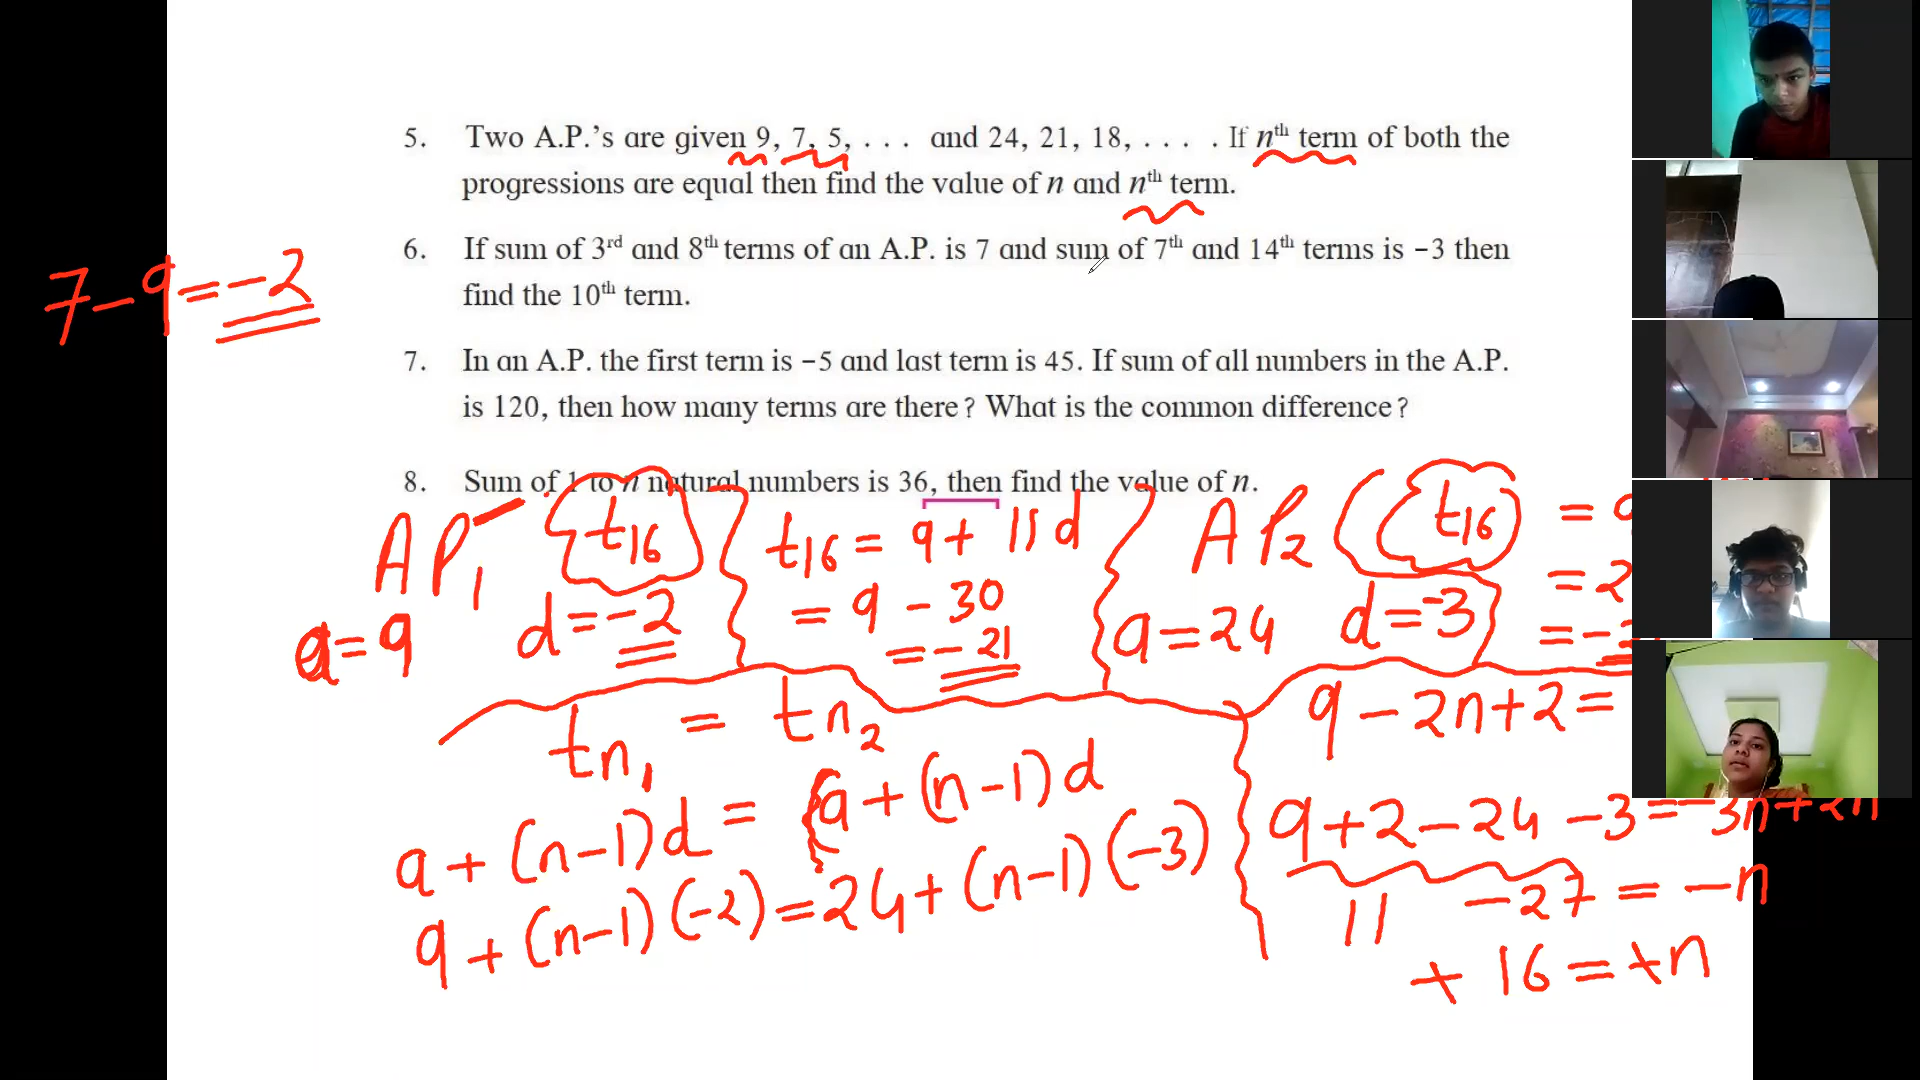 5. Two A.P.'s are given 9, 7, 5, . . . and 24, 21, 18, . . . . If nth term of both the
progressions are equal then find the value of n and nth term.
6. If sum of 3rd and 8th terms of an A.P. is 7 and sum of 7th and 14th terms is −3 then
find the 10th term.
7 − 9 = −2
7. In an A.P. the first term is −5 and last term is 45. If sum of all numbers in the A.P.
is 120, then how many terms are there? What is the common difference?
8. Sum of 1 to n natural numbers is 36, then find the value of n.
AP1 t16
a = 9 d = −2
t16 = 9 + 15d
= 9 − 30
= −21
AP2 t16 =
a = 24 d = −3
= 2
= −2
tn1 = tn2
a + (n−1)d = a + (n−1)d
9 + (n−1)(−2) = 24 + (n−1)(−3)
9 − 2n + 2 =
9 + 2 − 24 − 3 = −3n + 2n
11 − 27 = −n
+ 16 = +n